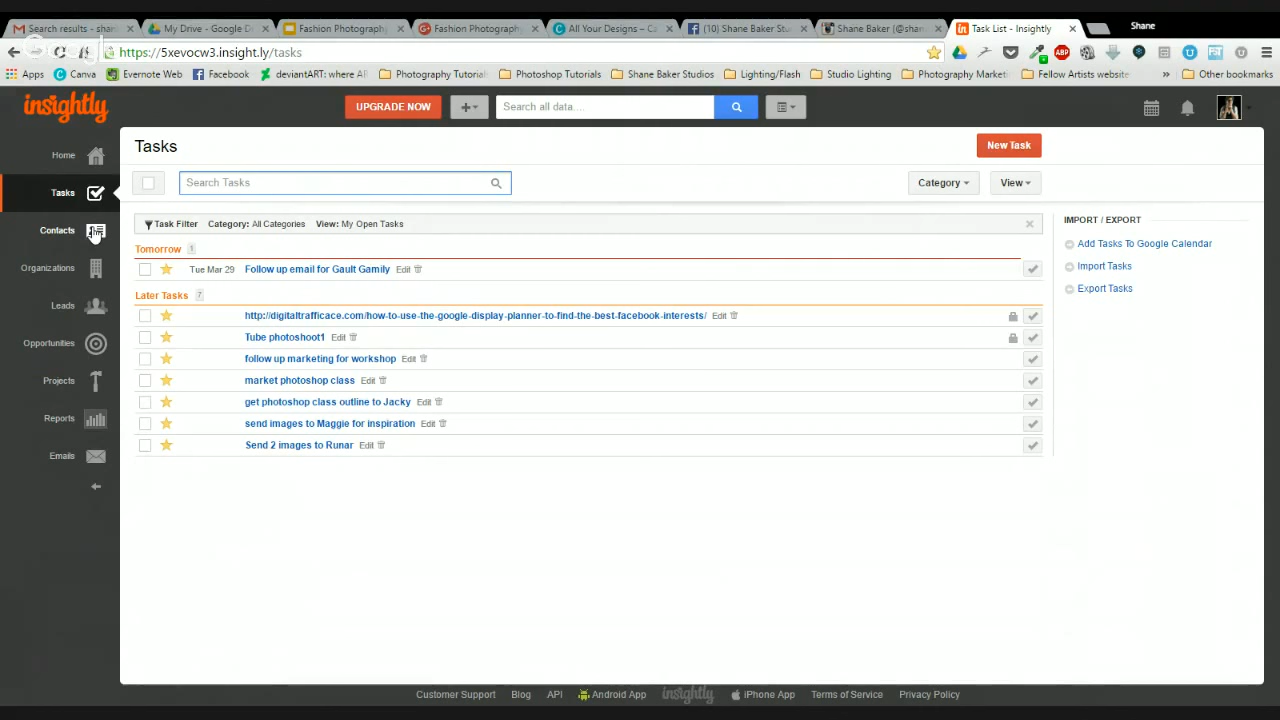 Search results - shan
My Drive - Google D
Fashion Photograph
Fashion Photograph
All Your Designs – Ca
(10) Shane Baker Stu
Shane Baker (@shan
Task List - Insightly
Shane
https://5xevocw3.insight.ly/tasks
Apps
Canva
Evernote Web
Facebook
deviantART: where A
Photography Tutorial
Photoshop Tutorials
Shane Baker Studios
Lighting/Flash
Studio Lighting
Photography Market
Fellow Artists website
»
Other bookmarks
insightly
UPGRADE NOW
Search all data....
Home
Tasks
Contacts
Organizations
Leads
Opportunities
Projects
Reports
Emails
Tasks
New Task
Search Tasks
Category
View
Task Filter Category: All Categories View: My Open Tasks
Tomorrow 1
Tue Mar 29 Follow up email for Gault Gamily Edit
Later Tasks 7
http://digitaltrafficace.com/how-to-use-the-google-display-planner-to-find-the-best-facebook-interests/ Edit
Tube photoshoot1 Edit
follow up marketing for workshop Edit
market photoshop class Edit
get photoshop class outline to Jacky Edit
send images to Maggie for inspiration Edit
Send 2 images to Runar Edit
IMPORT / EXPORT
Add Tasks To Google Calendar
Import Tasks
Export Tasks
Customer Support Blog API Android App insightly iPhone App Terms of Service Privacy Policy